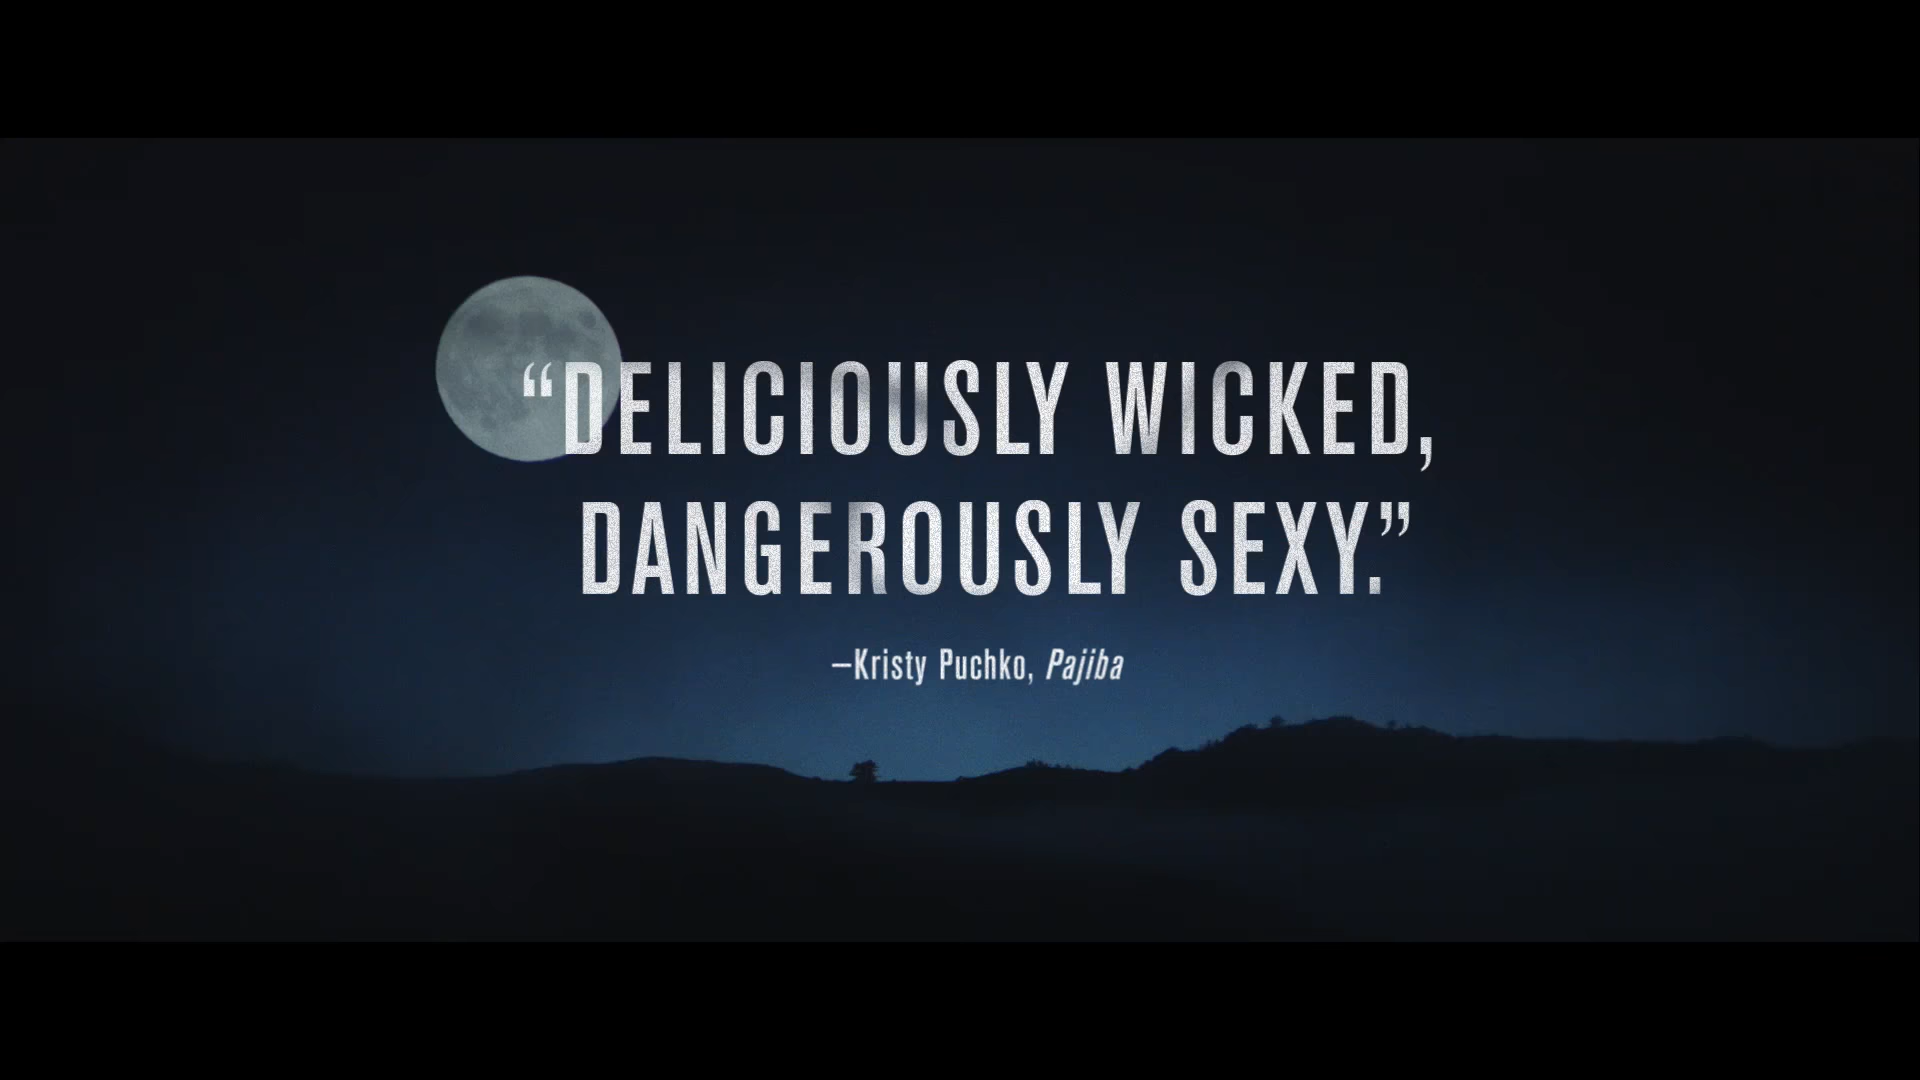 “DELICIOUSLY WICKED,
DANGEROUSLY SEXY.”
–Kristy Puchko, Pajiba